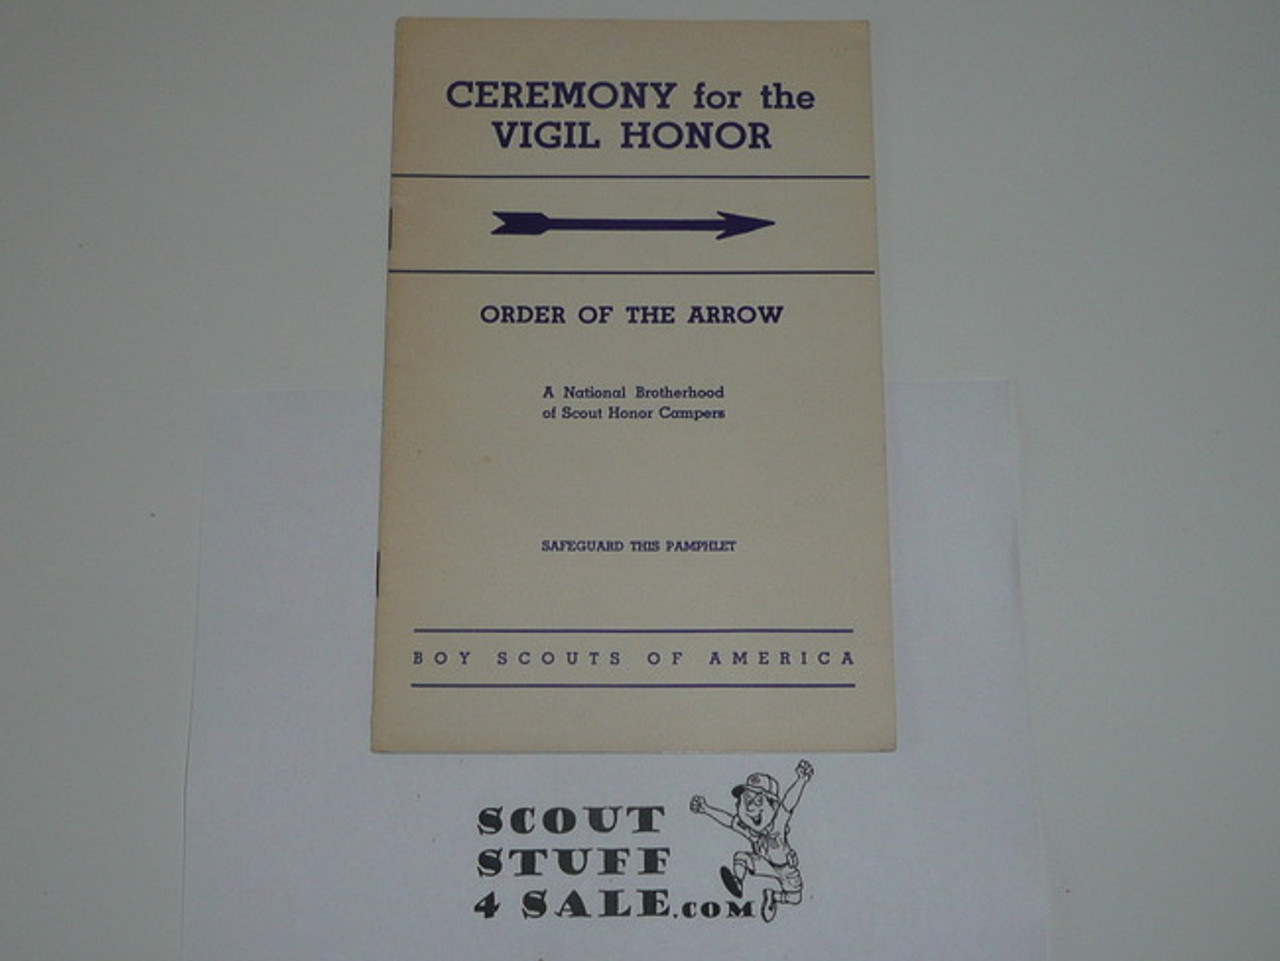 CEREMONY for the
VIGIL HONOR
ORDER OF THE ARROW
A National Brotherhood
of Scout Honor Campers
SAFEGUARD THIS PAMPHLET
BOY SCOUTS OF AMERICA
SCOUT
STUFF
4 SALE.COM